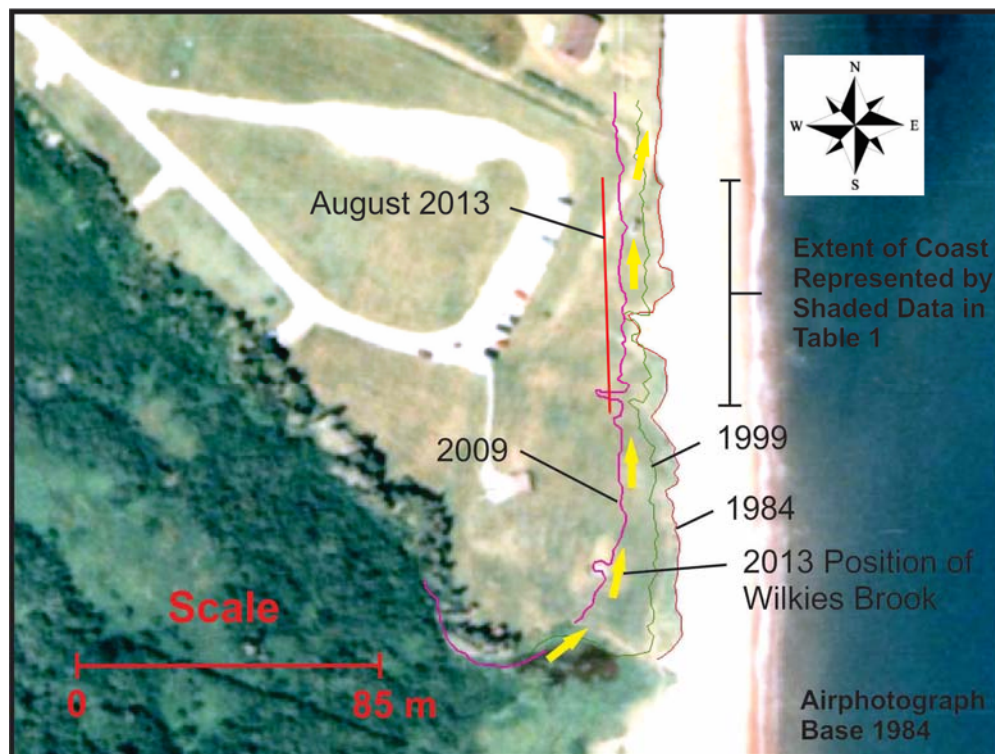 N
W E
S
August 2013
Extent of Coast
Represented by
Shaded Data in
Table 1
2009
1999
1984
2013 Position of
Wilkies Brook
Scale
0 85 m
Airphotograph
Base 1984